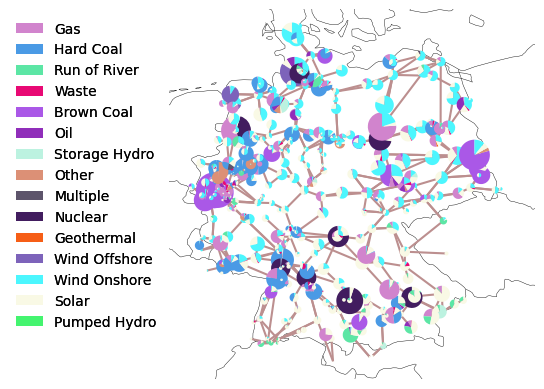 Gas
Hard Coal
Run of River
Waste
Brown Coal
Oil
Storage Hydro
Other
Multiple
Nuclear
Geothermal
Wind Offshore
Wind Onshore
Solar
Pumped Hydro